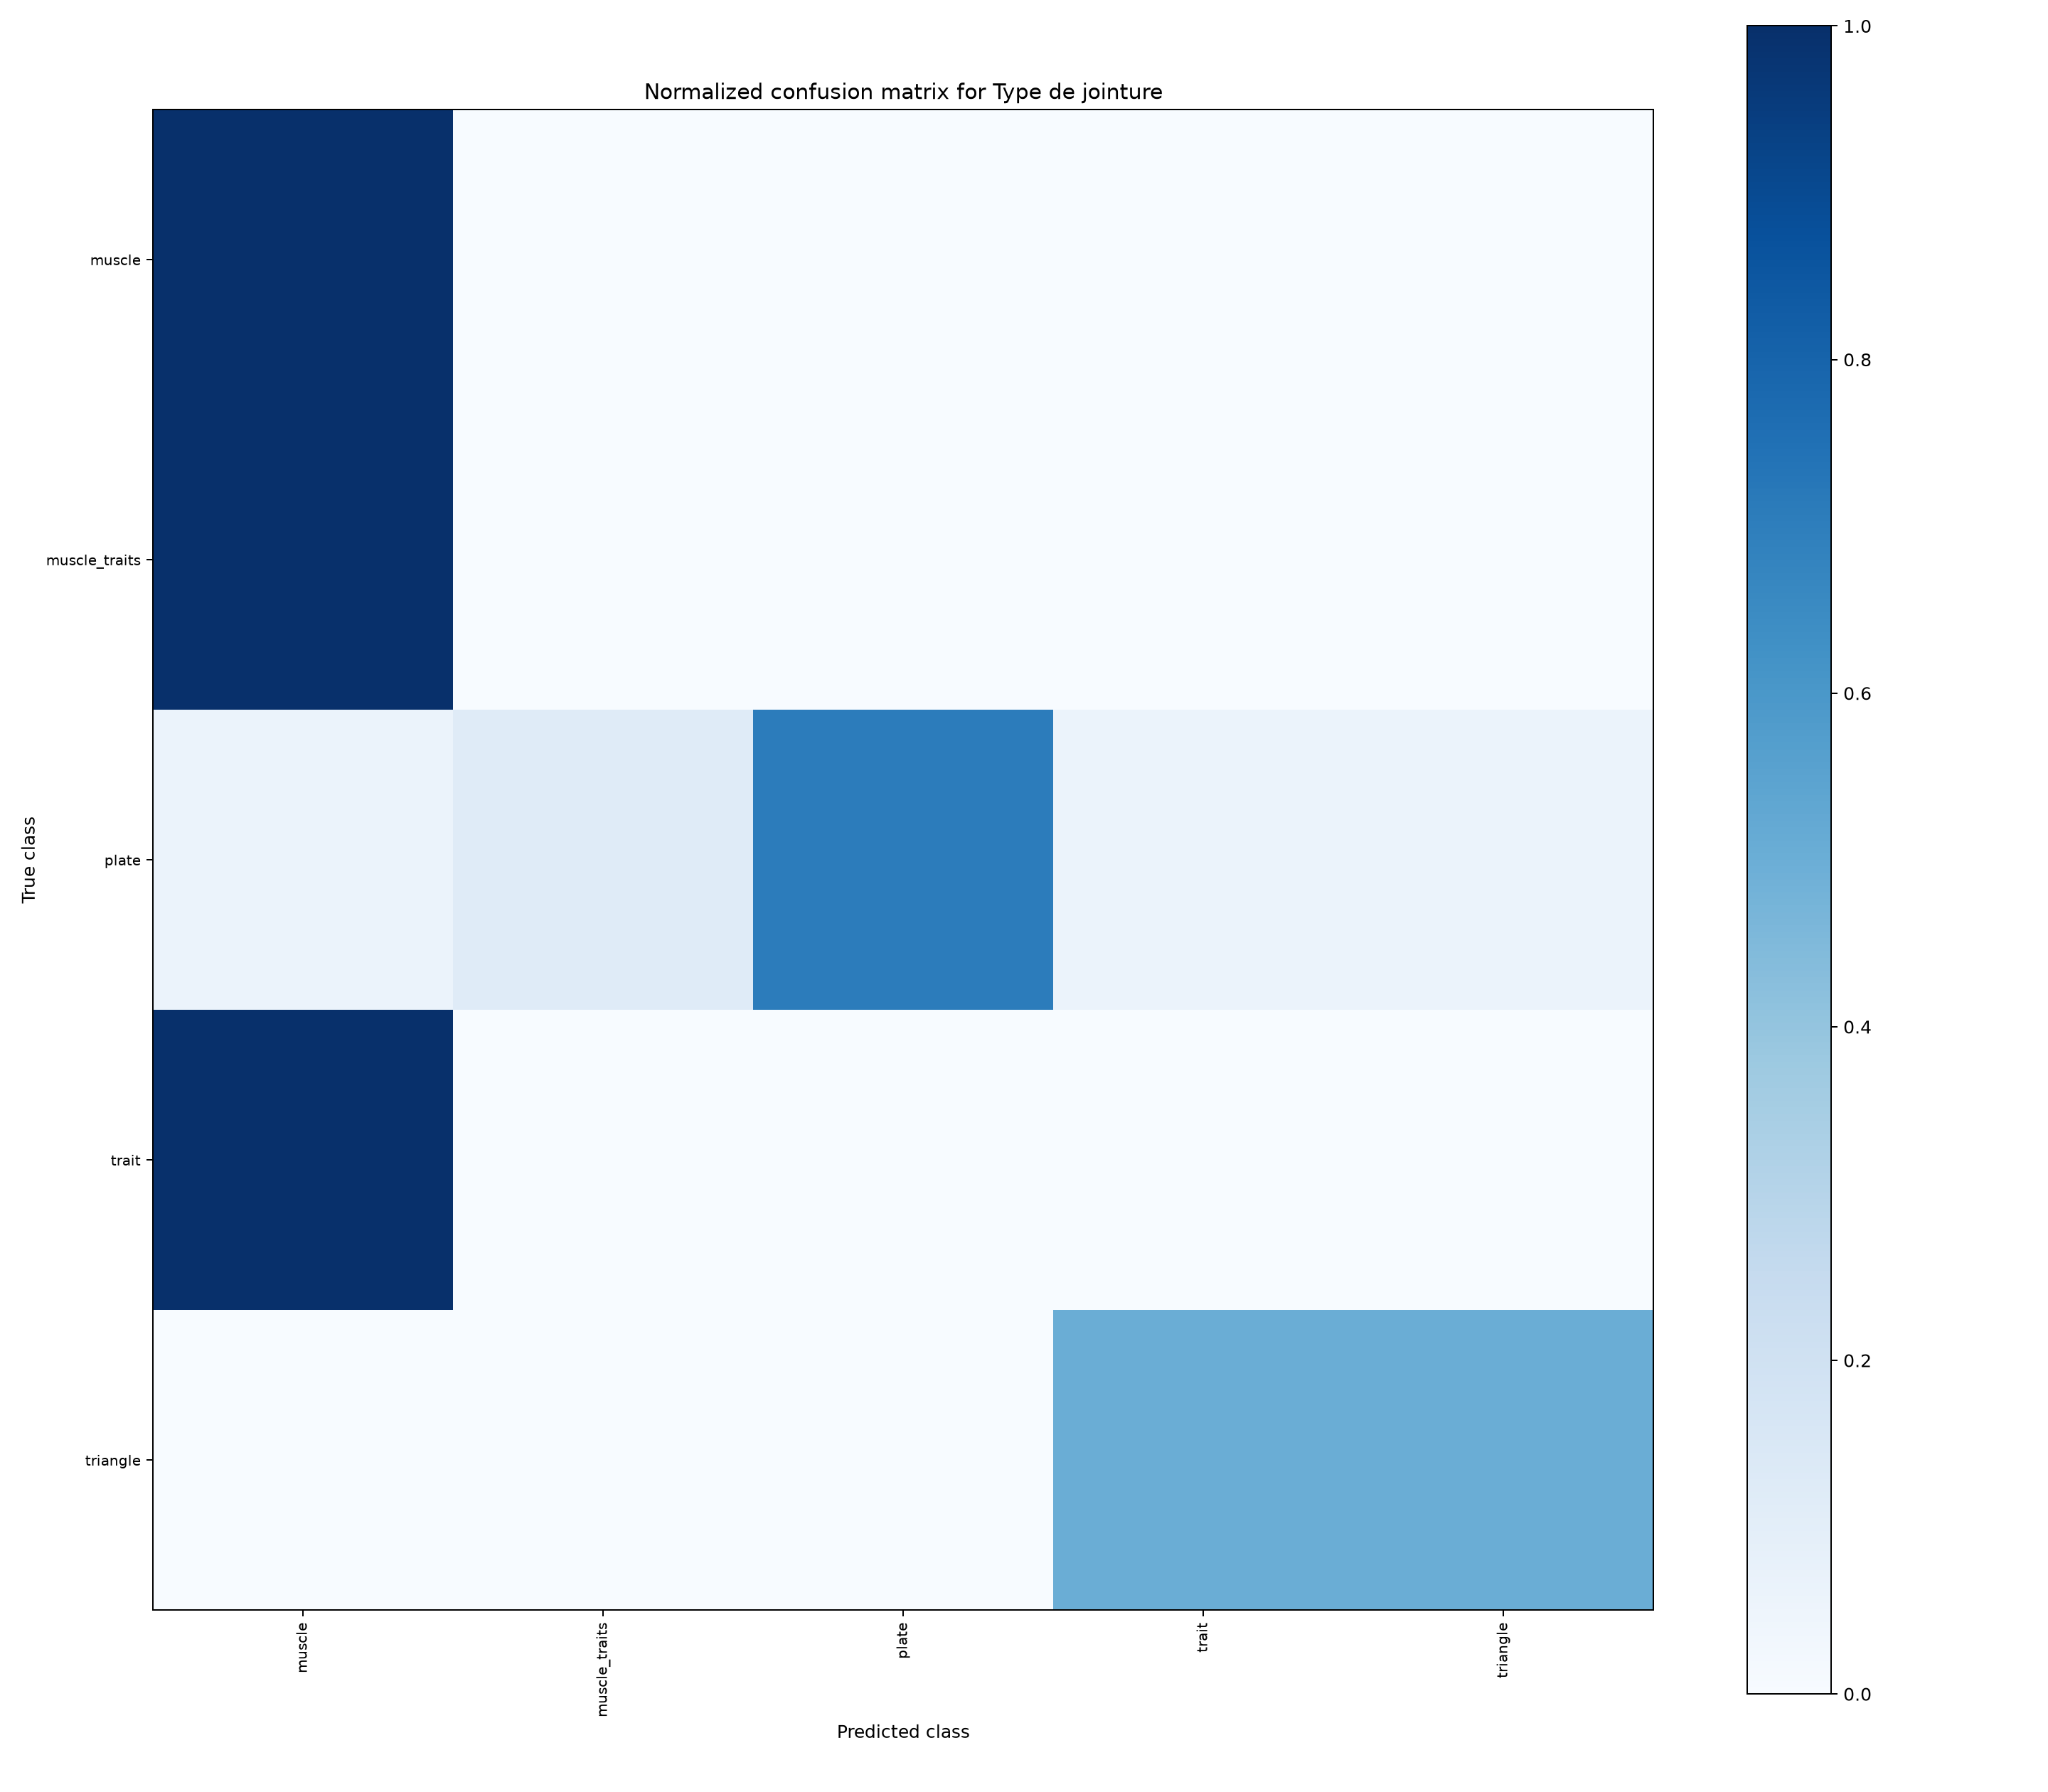 Normalized confusion matrix for Type de jointure
True class
muscle
muscle_traits
plate
trait
triangle
muscle
muscle_traits
plate
trait
triangle
Predicted class
1.0
0.8
0.6
0.4
0.2
0.0